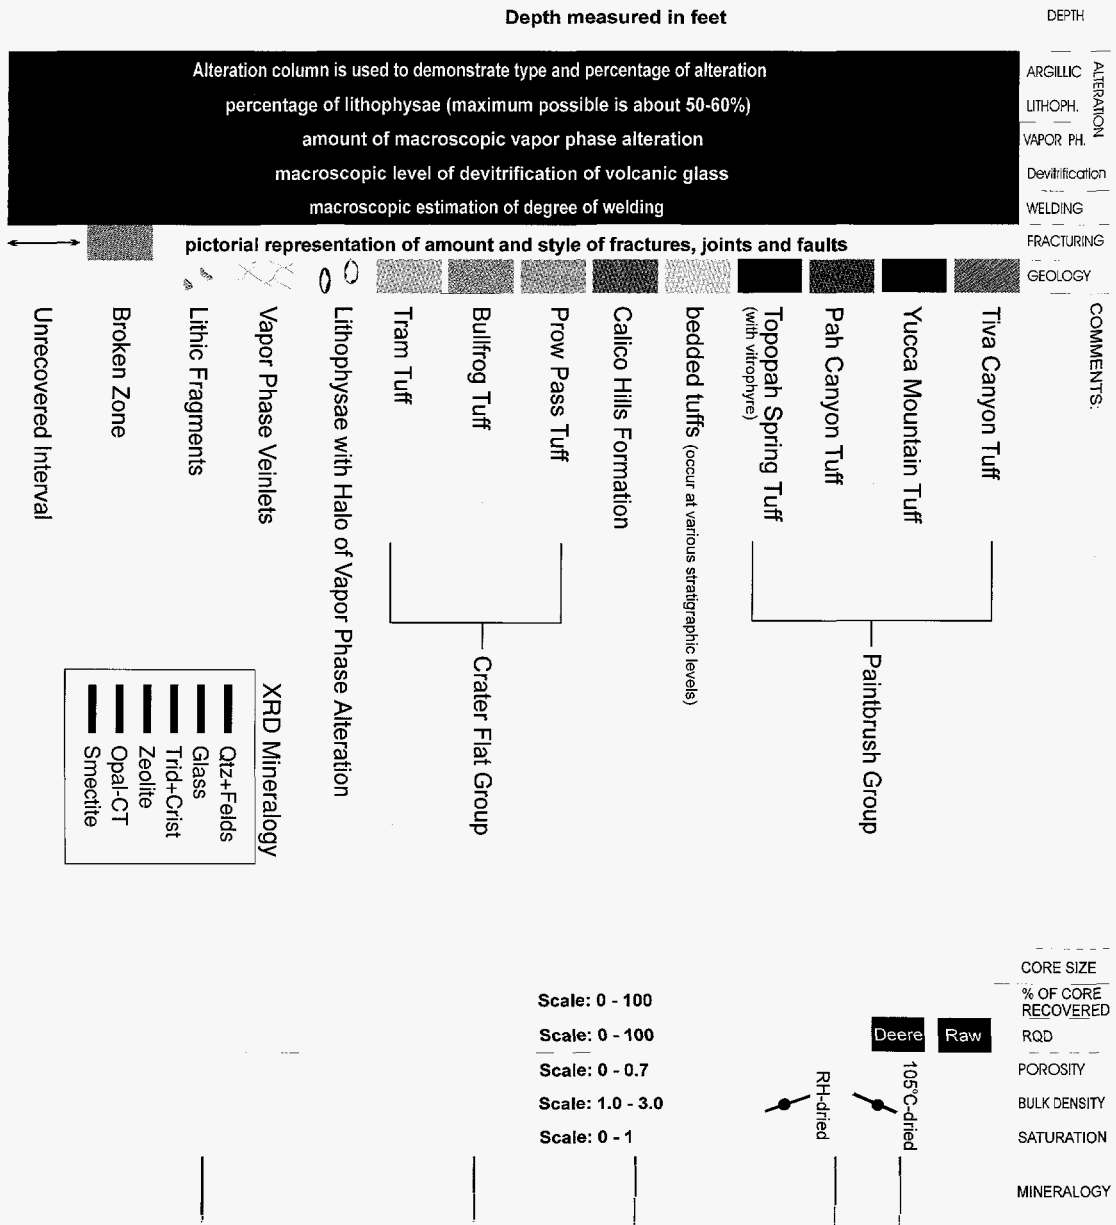 Depth measured in feet
DEPTH
Alteration column is used to demonstrate type and percentage of alteration
ARGILLIC
ALTERATION
percentage of lithophysae (maximum possible is about 50-60%)
LITHOPH.
amount of macroscopic vapor phase alteration
VAPOR PH.
macroscopic level of devitrification of volcanic glass
Devitrification
macroscopic estimation of degree of welding
WELDING
pictorial representation of amount and style of fractures, joints and faults
FRACTURING
GEOLOGY
COMMENTS:
Tiva Canyon Tuff
Yucca Mountain Tuff
Pah Canyon Tuff
Topopah Spring Tuff
(with vitrophyre)
Paintbrush Group
bedded tuffs (occur at various stratigraphic levels)
Calico Hills Formation
Prow Pass Tuff
Bullfrog Tuff
Tram Tuff
Crater Flat Group
Lithophysae with Halo of Vapor Phase Alteration
Vapor Phase Veinlets
Lithic Fragments
Broken Zone
Unrecovered Interval
XRD Mineralogy
Qtz+Felds
Glass
Trid+Crist
Zeolite
Opal-CT
Smectite
CORE SIZE
Scale: 0 - 100
% OF CORE
RECOVERED
Scale: 0 - 100
Deere
Raw
RQD
Scale: 0 - 0.7
POROSITY
Scale: 1.0 - 3.0
RH-dried
105°C-dried
BULK DENSITY
Scale: 0 - 1
SATURATION
MINERALOGY